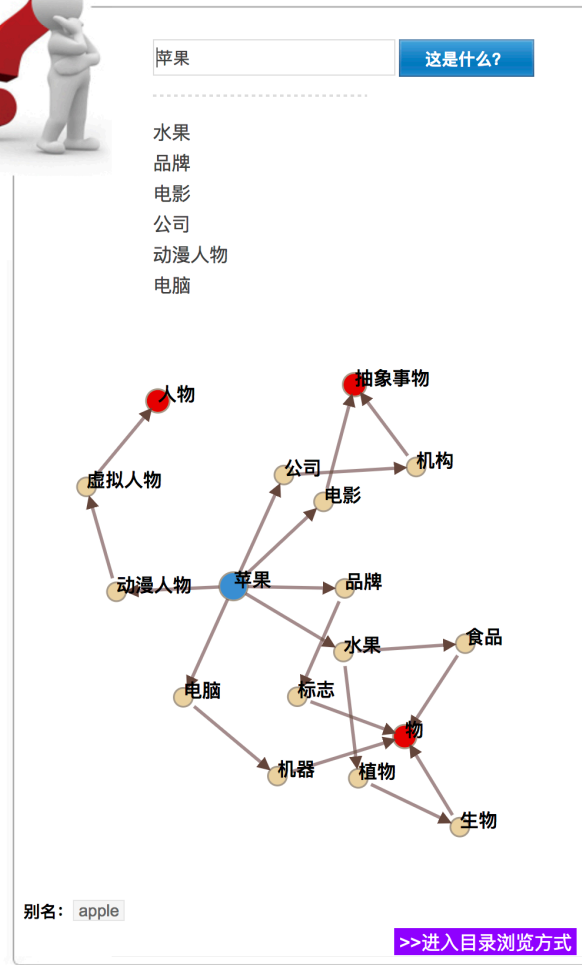 苹果
这是什么?
水果
品牌
电影
公司
动漫人物
电脑
抽象事物
人物
机构
公司
虚拟人物
电影
苹果
品牌
动漫人物
食品
水果
电脑
标志
物
机器
植物
生物
别名: apple
>>进入目录浏览方式